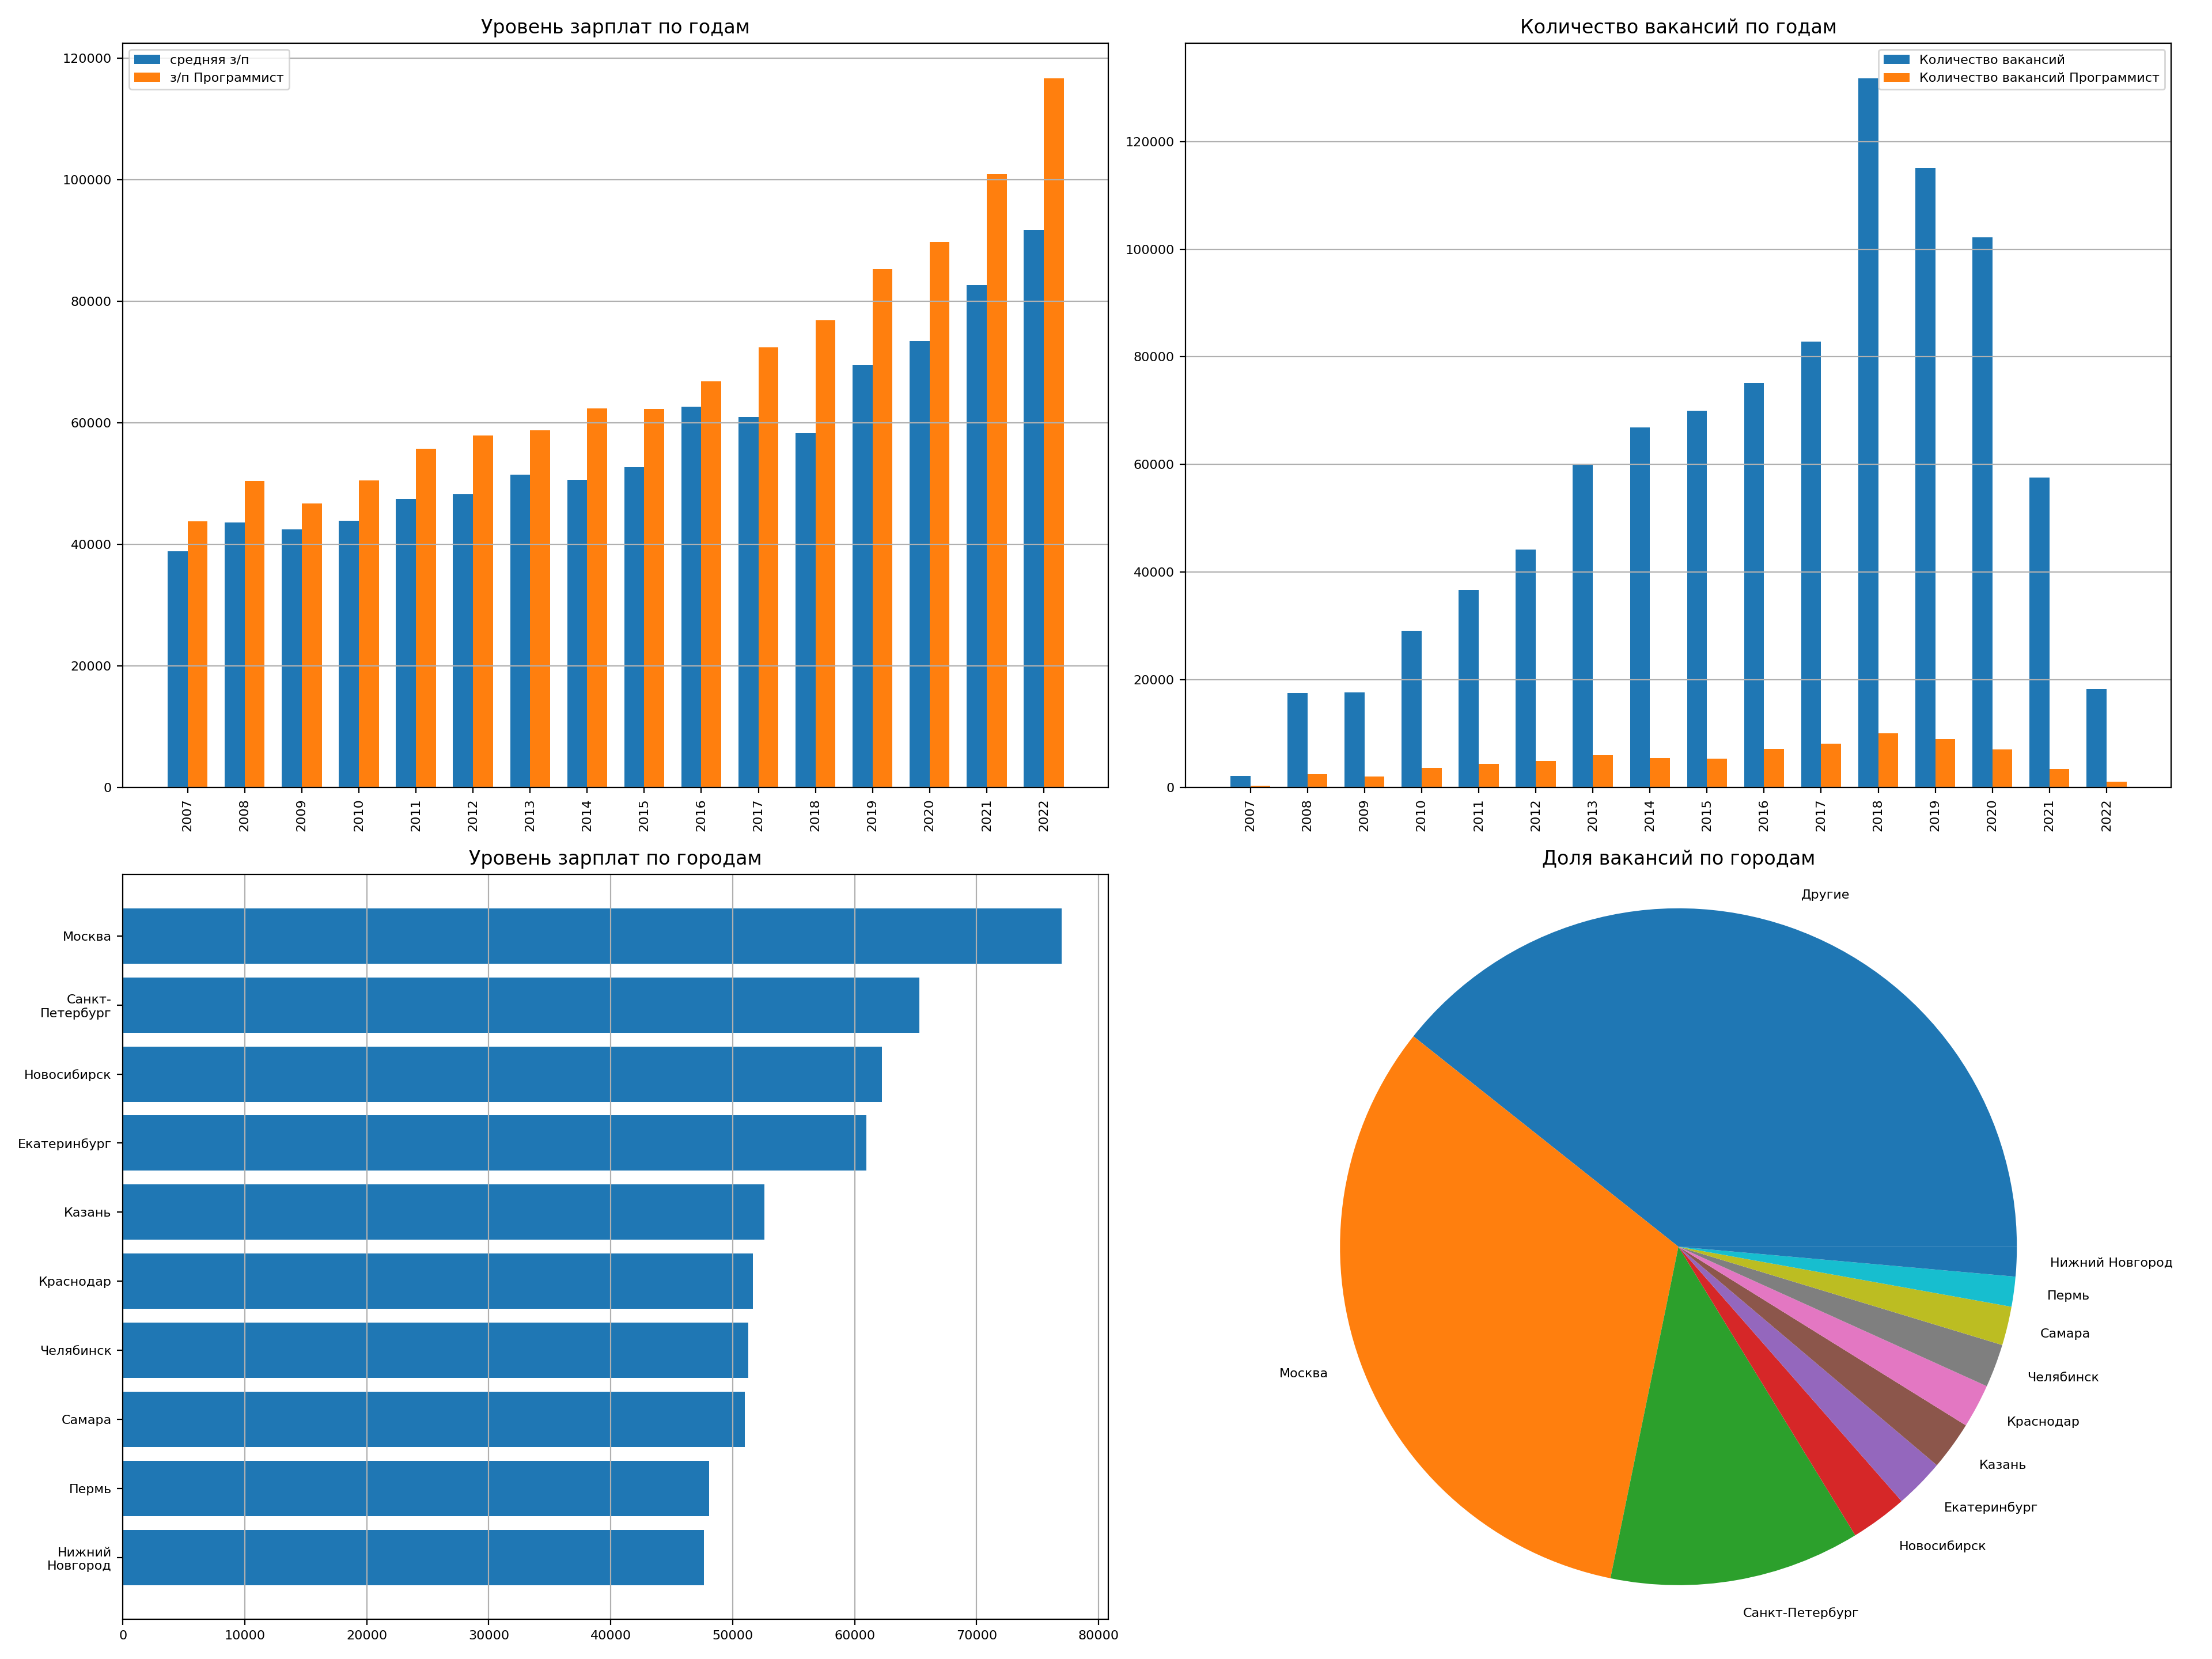 Уровень зарплат по годам
средняя з/п
з/п Программист
120000
100000
80000
60000
40000
20000
0
2007
2008
2009
2010
2011
2012
2013
2014
2015
2016
2017
2018
2019
2020
2021
2022
Количество вакансий по годам
Количество вакансий
Количество вакансий Программист
120000
100000
80000
60000
40000
20000
0
2007
2008
2009
2010
2011
2012
2013
2014
2015
2016
2017
2018
2019
2020
2021
2022
Уровень зарплат по городам
Москва
Санкт-
Петербург
Новосибирск
Екатеринбург
Казань
Краснодар
Челябинск
Самара
Пермь
Нижний
Новгород
0
10000
20000
30000
40000
50000
60000
70000
80000
Доля вакансий по городам
Другие
Москва
Санкт-Петербург
Новосибирск
Екатеринбург
Казань
Краснодар
Челябинск
Самара
Пермь
Нижний Новгород